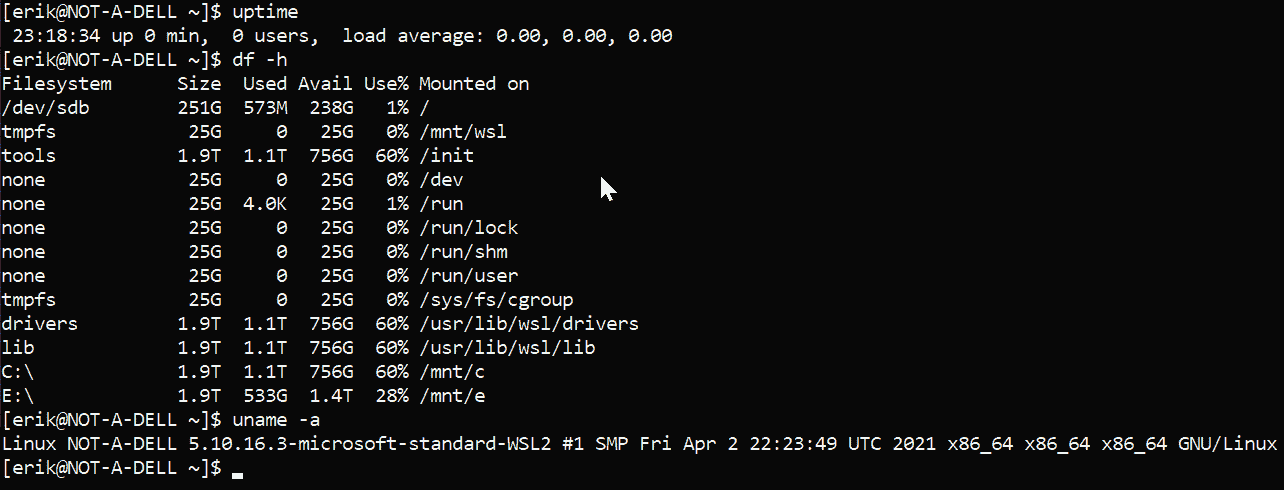 [erik@NOT-A-DELL ~]$ uptime
 23:18:34 up 0 min,  0 users,  load average: 0.00, 0.00, 0.00
[erik@NOT-A-DELL ~]$ df -h
Filesystem      Size  Used Avail Use% Mounted on
/dev/sdb        251G  573M  238G   1% /
tmpfs            25G     0   25G   0% /mnt/wsl
tools           1.9T  1.1T  756G  60% /init
none             25G     0   25G   0% /dev
none             25G  4.0K   25G   1% /run
none             25G     0   25G   0% /run/lock
none             25G     0   25G   0% /run/shm
none             25G     0   25G   0% /run/user
tmpfs            25G     0   25G   0% /sys/fs/cgroup
drivers         1.9T  1.1T  756G  60% /usr/lib/wsl/drivers
lib             1.9T  1.1T  756G  60% /usr/lib/wsl/lib
C:\             1.9T  1.1T  756G  60% /mnt/c
E:\             1.9T  533G  1.4T  28% /mnt/e
[erik@NOT-A-DELL ~]$ uname -a
Linux NOT-A-DELL 5.10.16.3-microsoft-standard-WSL2 #1 SMP Fri Apr 2 22:23:49 UTC 2021 x86_64 x86_64 x86_64 GNU/Linux
[erik@NOT-A-DELL ~]$